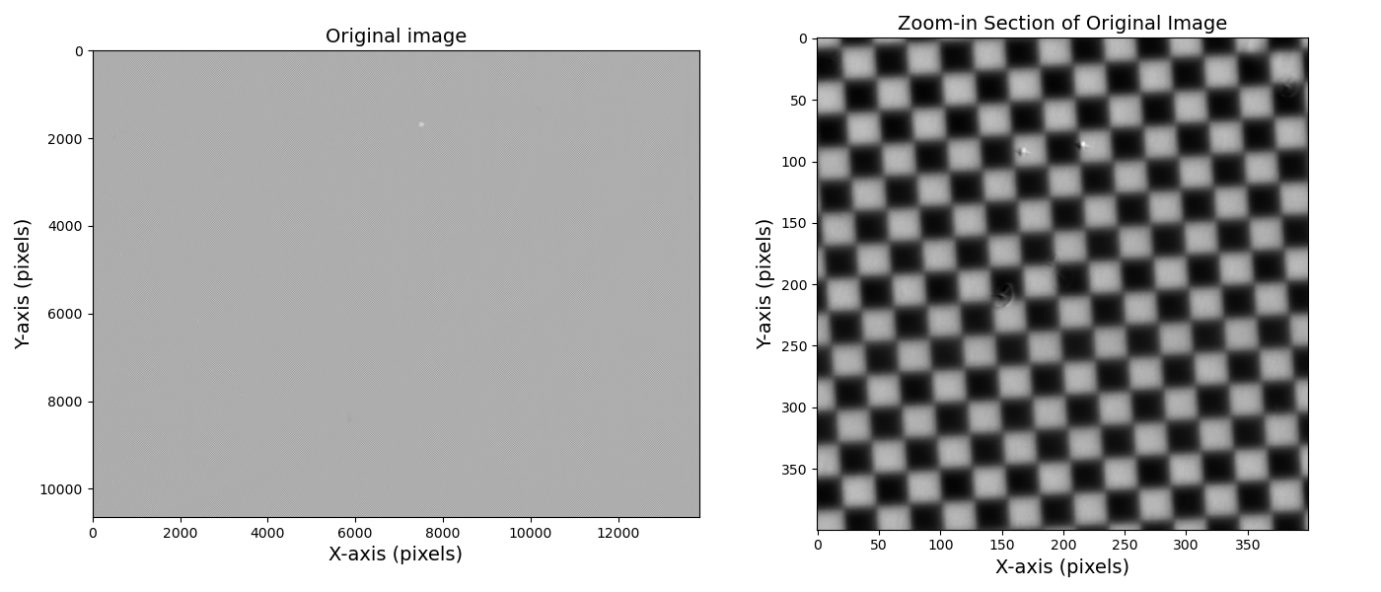 Original image
0
2000
4000
6000
8000
10000
Y-axis (pixels)
0 2000 4000 6000 8000 10000 12000
X-axis (pixels)
Zoom-in Section of Original Image
0
50
100
150
200
250
300
350
Y-axis (pixels)
0 50 100 150 200 250 300 350
X-axis (pixels)